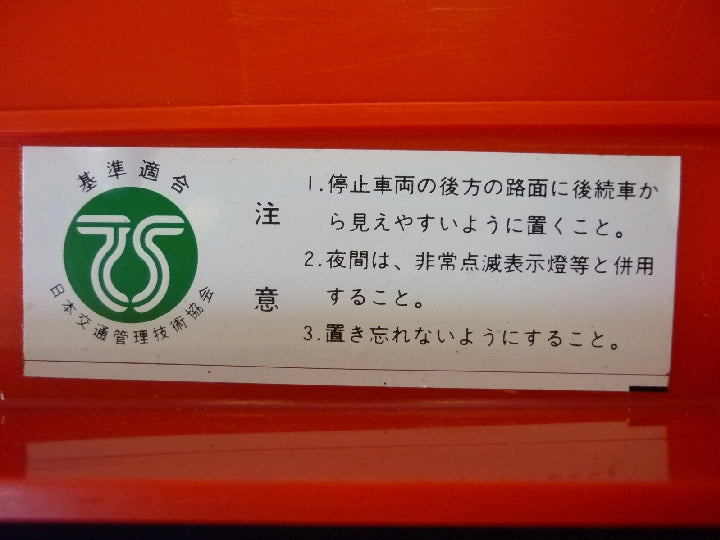 基準適合
TS
日本交通管理技術協会
注意
1.停止車両の後方の路面に後続車か
ら見えやすいように置くこと。
2.夜間は、非常点滅表示燈等と併用
すること。
3.置き忘れないようにすること。